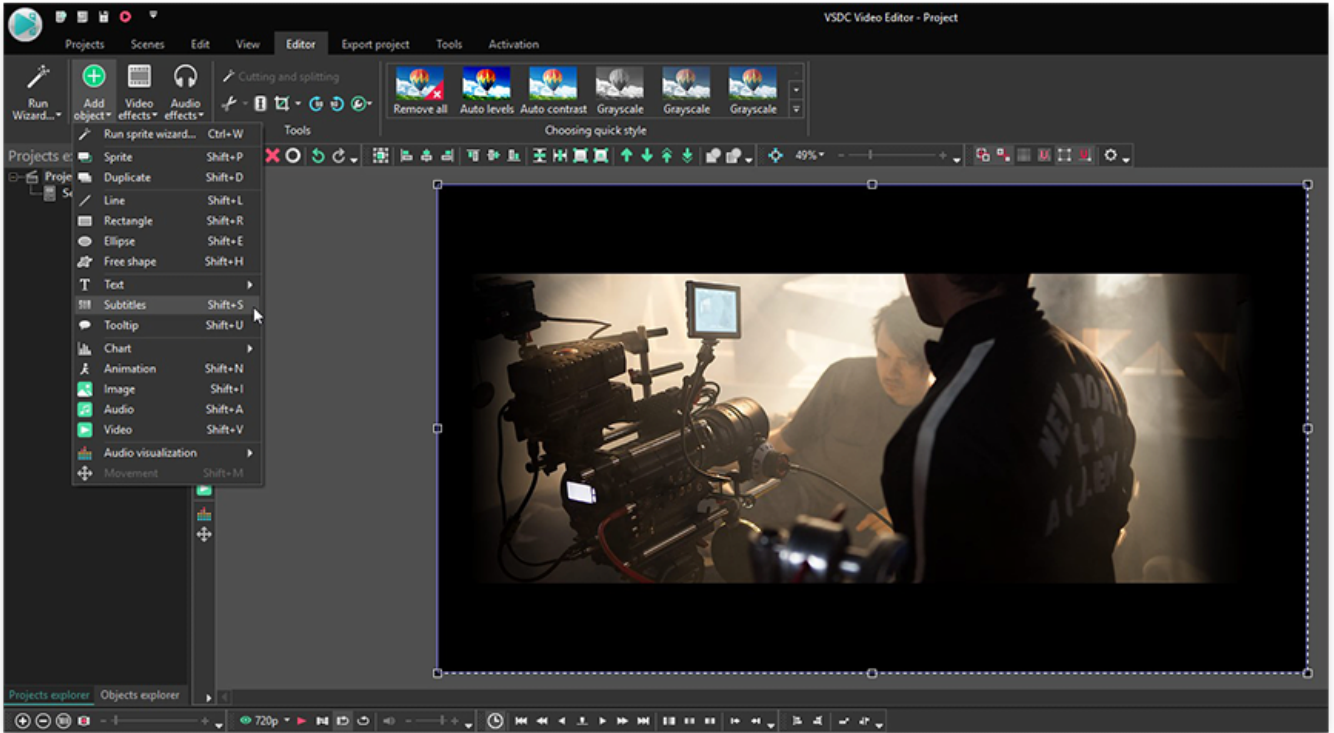 VSDC Video Editor - Project
Projects Scenes Edit View Editor Export project Tools Activation
Run Wizard...
Add object
Video effects
Audio effects
Cutting and splitting
Tools
Remove all Auto levels Auto contrast Grayscale Grayscale Grayscale
Choosing quick style
Projects
49%
Run sprite wizard... Ctrl+W
Sprite Shift+P
Duplicate Shift+D
Line Shift+L
Rectangle Shift+R
Ellipse Shift+E
Free shape Shift+H
Text
Subtitles Shift+S
Tooltip Shift+U
Chart
Animation Shift+N
Image Shift+I
Audio Shift+A
Video Shift+V
Audio visualization
Movement Shift+M
Projects explorer Objects explorer
720p